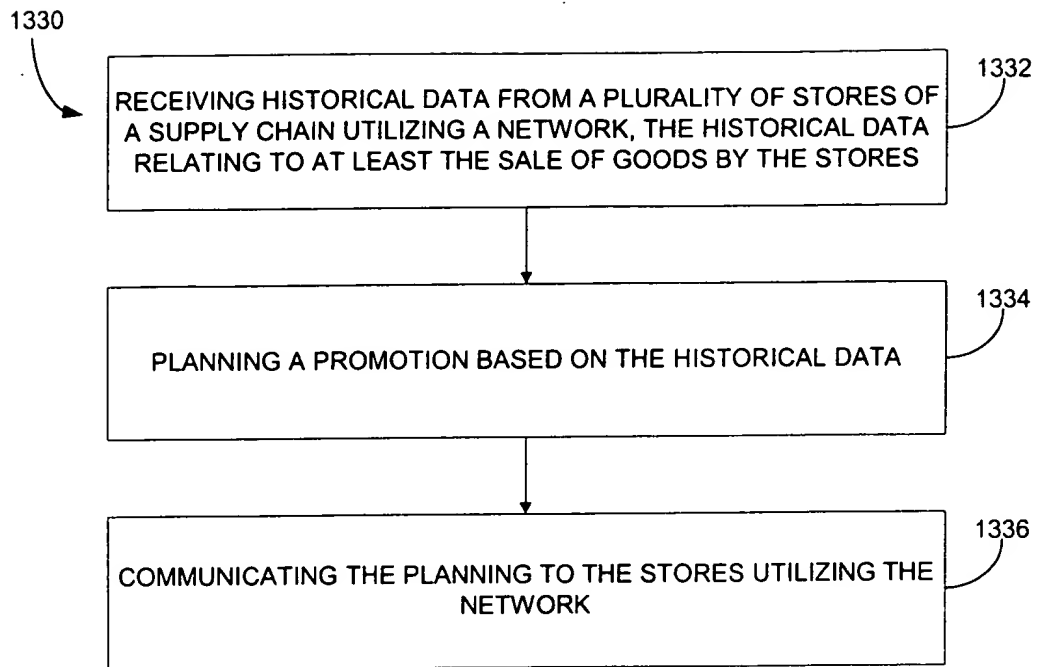 1330
1332
RECEIVING HISTORICAL DATA FROM A PLURALITY OF STORES OF
A SUPPLY CHAIN UTILIZING A NETWORK, THE HISTORICAL DATA
RELATING TO AT LEAST THE SALE OF GOODS BY THE STORES
1334
PLANNING A PROMOTION BASED ON THE HISTORICAL DATA
1336
COMMUNICATING THE PLANNING TO THE STORES UTILIZING THE
NETWORK